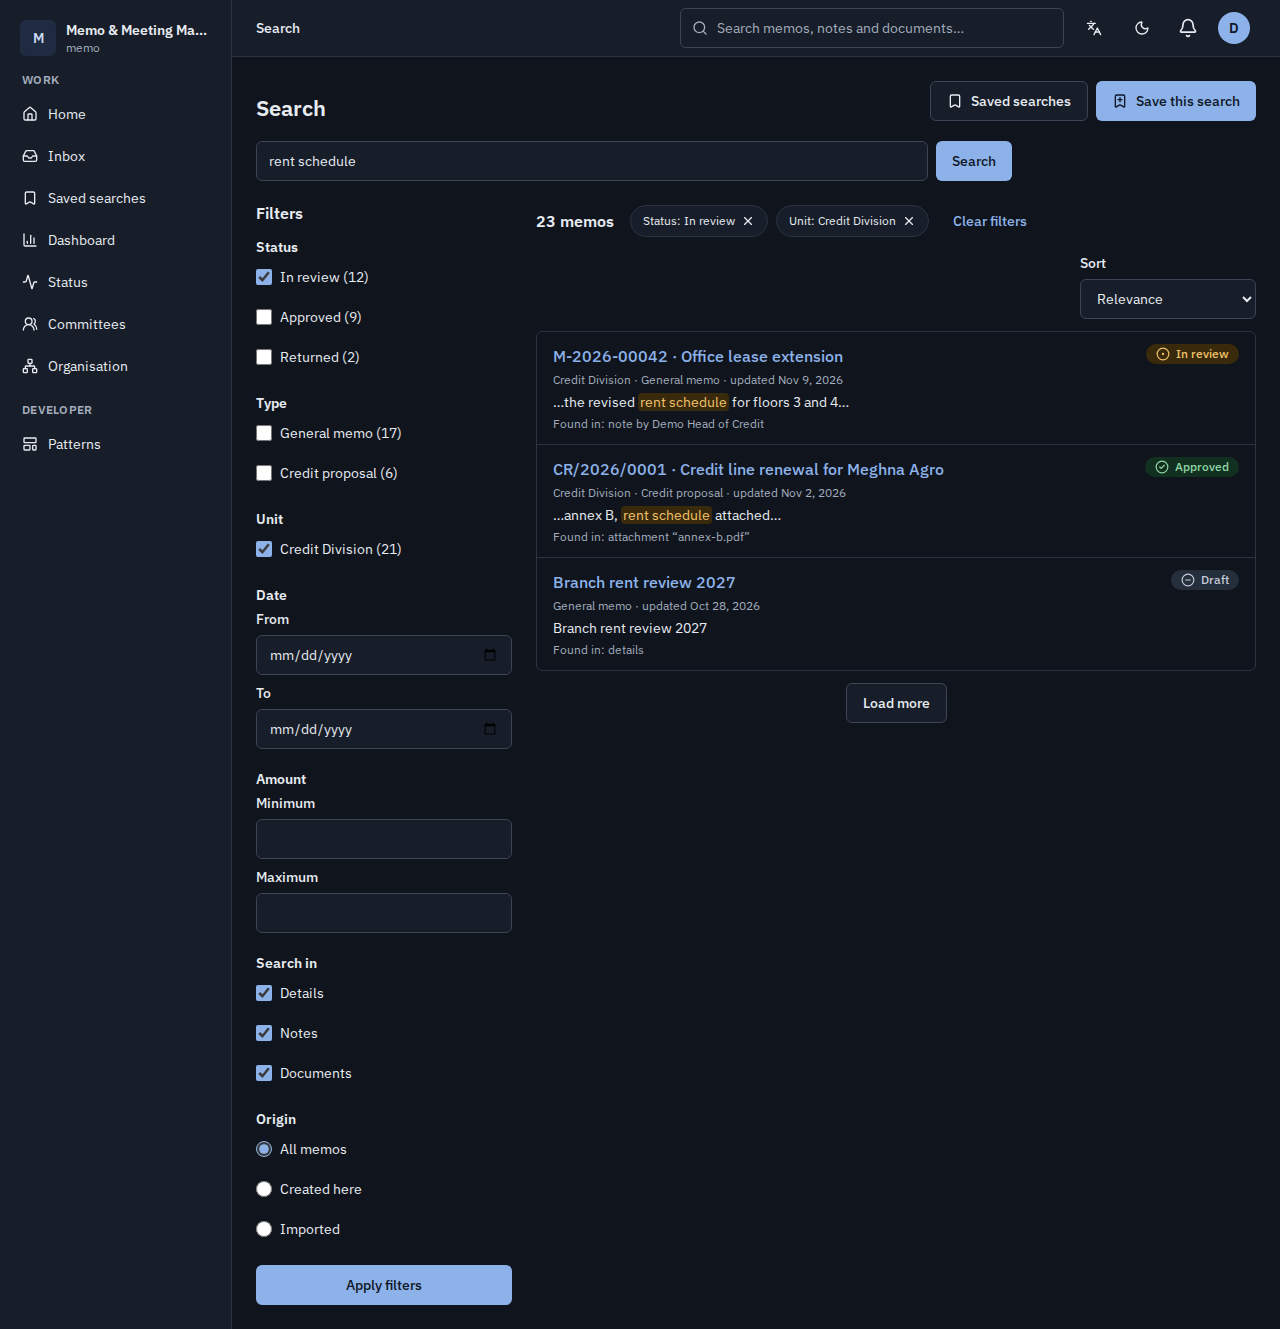 M
Memo & Meeting Ma...
memo
WORK
Home
Inbox
Saved searches
Dashboard
Status
Committees
Organisation
DEVELOPER
Patterns
Search
Search memos, notes and documents...
D
Search
Saved searches
Save this search
rent schedule
Search
Filters
Status
In review (12)
Approved (9)
Returned (2)
Type
General memo (17)
Credit proposal (6)
Unit
Credit Division (21)
Date
From
mm/dd/yyyy
To
mm/dd/yyyy
Amount
Minimum
Maximum
Search in
Details
Notes
Documents
Origin
All memos
Created here
Imported
Apply filters
23 memos
Status: In review
Unit: Credit Division
Clear filters
Sort
Relevance
M-2026-00042 · Office lease extension
In review
Credit Division · General memo · updated Nov 9, 2026
...the revised rent schedule for floors 3 and 4...
Found in: note by Demo Head of Credit
CR/2026/0001 · Credit line renewal for Meghna Agro
Approved
Credit Division · Credit proposal · updated Nov 2, 2026
...annex B, rent schedule attached...
Found in: attachment “annex-b.pdf”
Branch rent review 2027
Draft
General memo · updated Oct 28, 2026
Branch rent review 2027
Found in: details
Load more